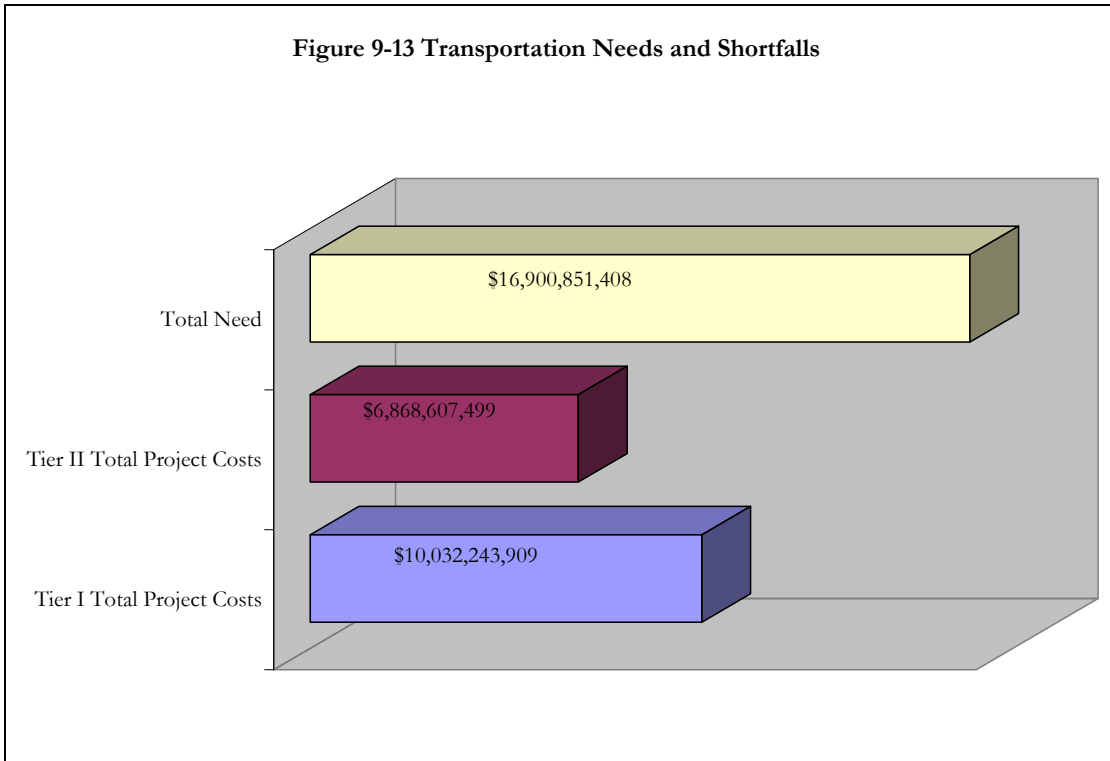 Figure 9-13 Transportation Needs and Shortfalls
Total Need
$16,900,851,408
Tier II Total Project Costs
$6,868,607,499
Tier I Total Project Costs
$10,032,243,909